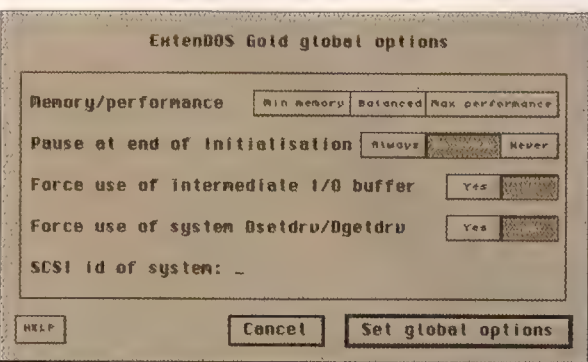 ExtenDOS Gold global options
Memory/performance Min memory Balanced Max performance
Pause at end of initialisation Always Never
Force use of intermediate I/O buffer Yes
Force use of system Dsetdrv/Dgetdrv Yes
SCSI id of system: _
HELP Cancel Set global options